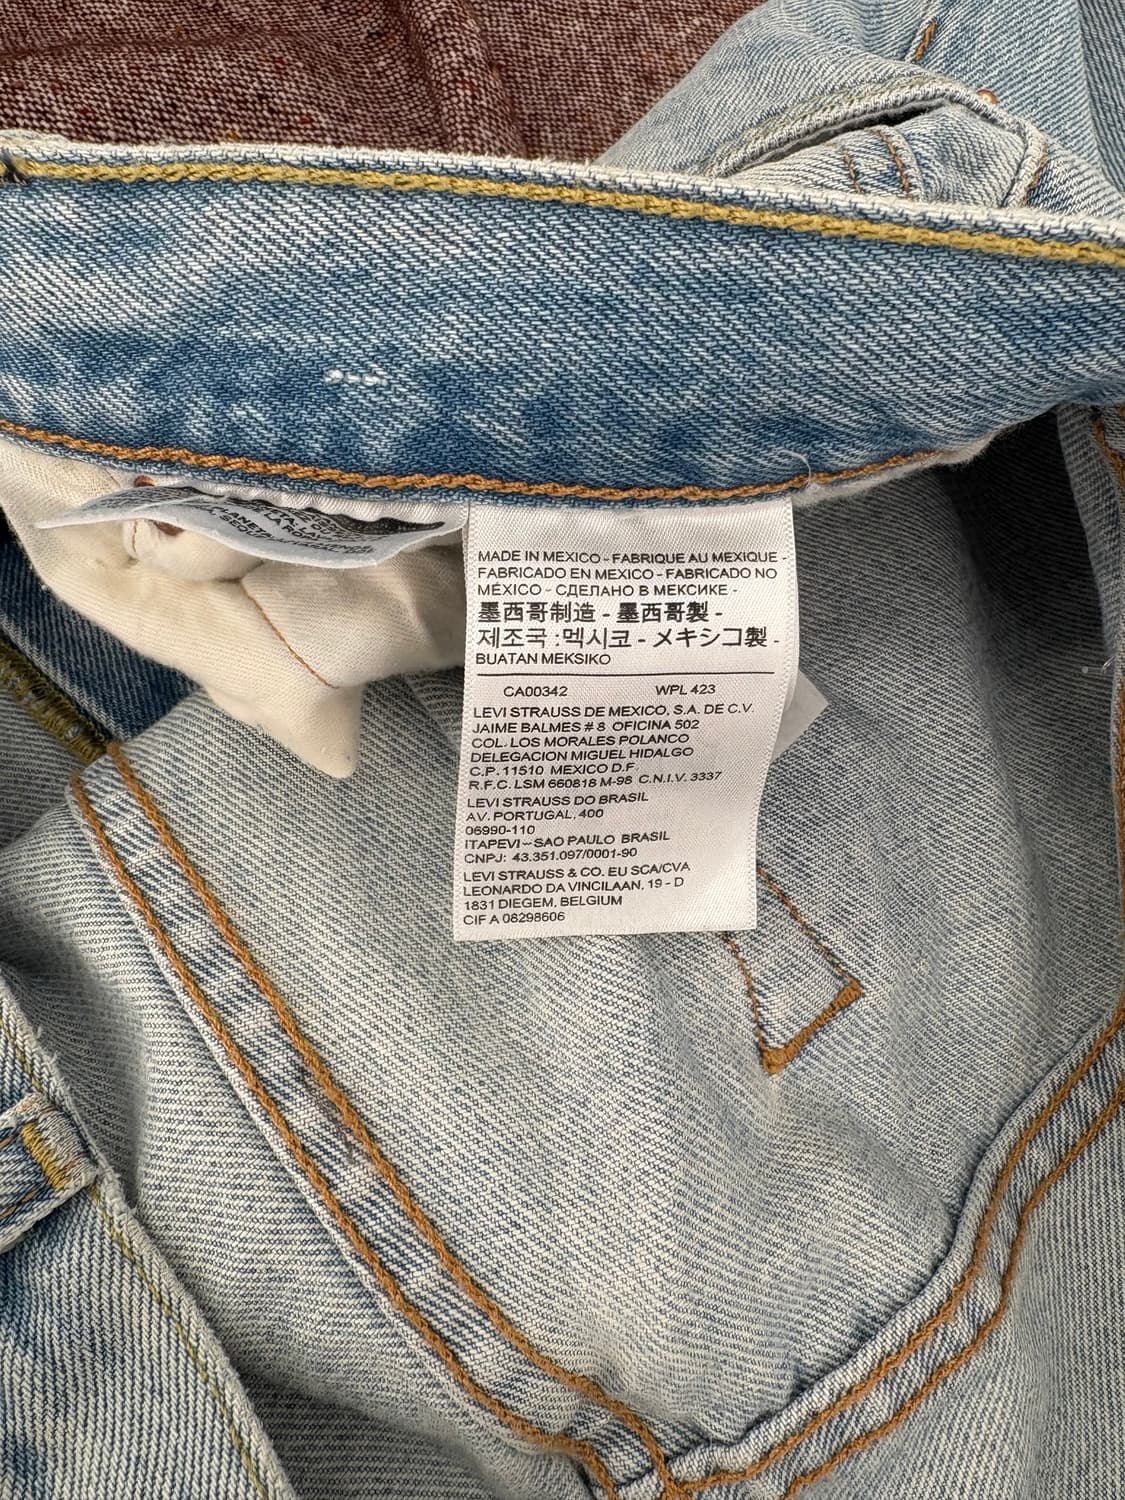 MADE IN MEXICO - FABRIQUE AU MEXIQUE -
FABRICADO EN MEXICO - FABRICADO NO
MÉXICO - СДЕЛАНО В МЕКСИКЕ -
墨西哥制造 - 墨西哥製 -
제조국 :멕시코 - メキシコ製 -
BUATAN MEKSIKO
CA00342 WPL 423
LEVI STRAUSS DE MEXICO, S.A. DE C.V.
JAIME BALMES # 8 OFICINA 502
COL. LOS MORALES POLANCO
DELEGACION MIGUEL HIDALGO
C.P. 11510 MEXICO D.F.
R.F.C. LSM 660818 M-98 C.N.I.V. 3337
LEVI STRAUSS DO BRASIL
AV. PORTUGAL, 400
06990-110
ITAPEVI - SAO PAULO BRASIL
CNPJ: 43.351.097/0001-90
LEVI STRAUSS & CO. EU SCA/CVA
LEONARDO DA VINCILAAN, 19 - D
1831 DIEGEM, BELGIUM
CIF A 08298606